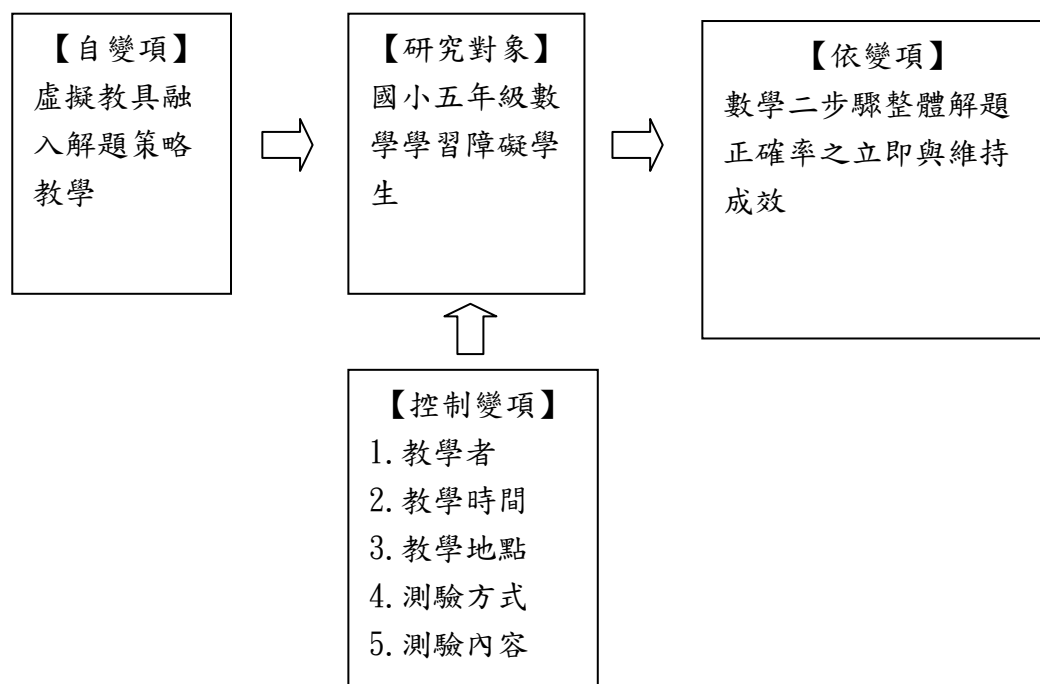 【自變項】
虛擬教具融
入解題策略
教學
【研究對象】
國小五年級數
學學習障礙學
生
【依變項】
數學二步驟整體解題
正確率之立即與維持
成效
【控制變項】
1.教學者
2.教學時間
3.教學地點
4.測驗方式
5.測驗內容